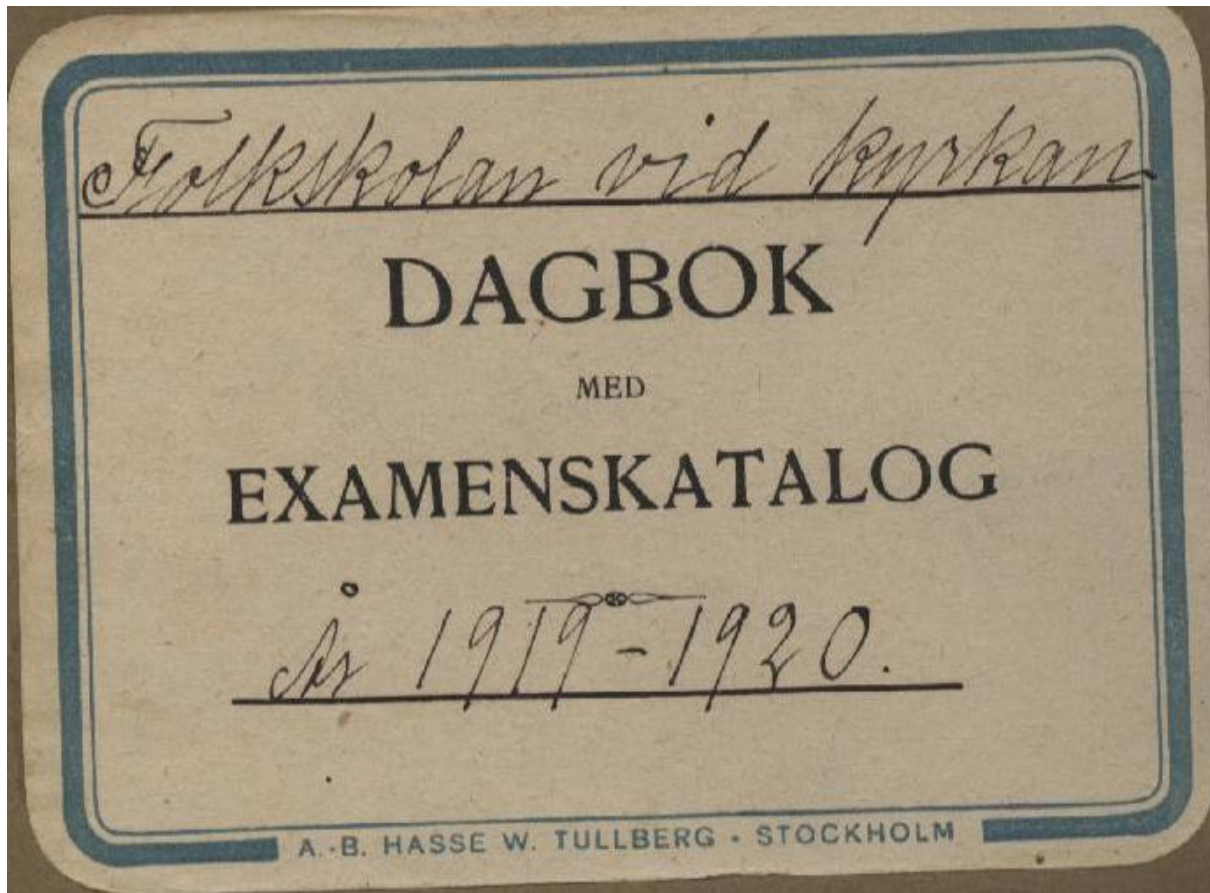 Folkskolan vid kyrkan
DAGBOK
MED
EXAMENSKATALOG
År 1919-1920.
A.-B. HASSE W. TULLBERG - STOCKHOLM